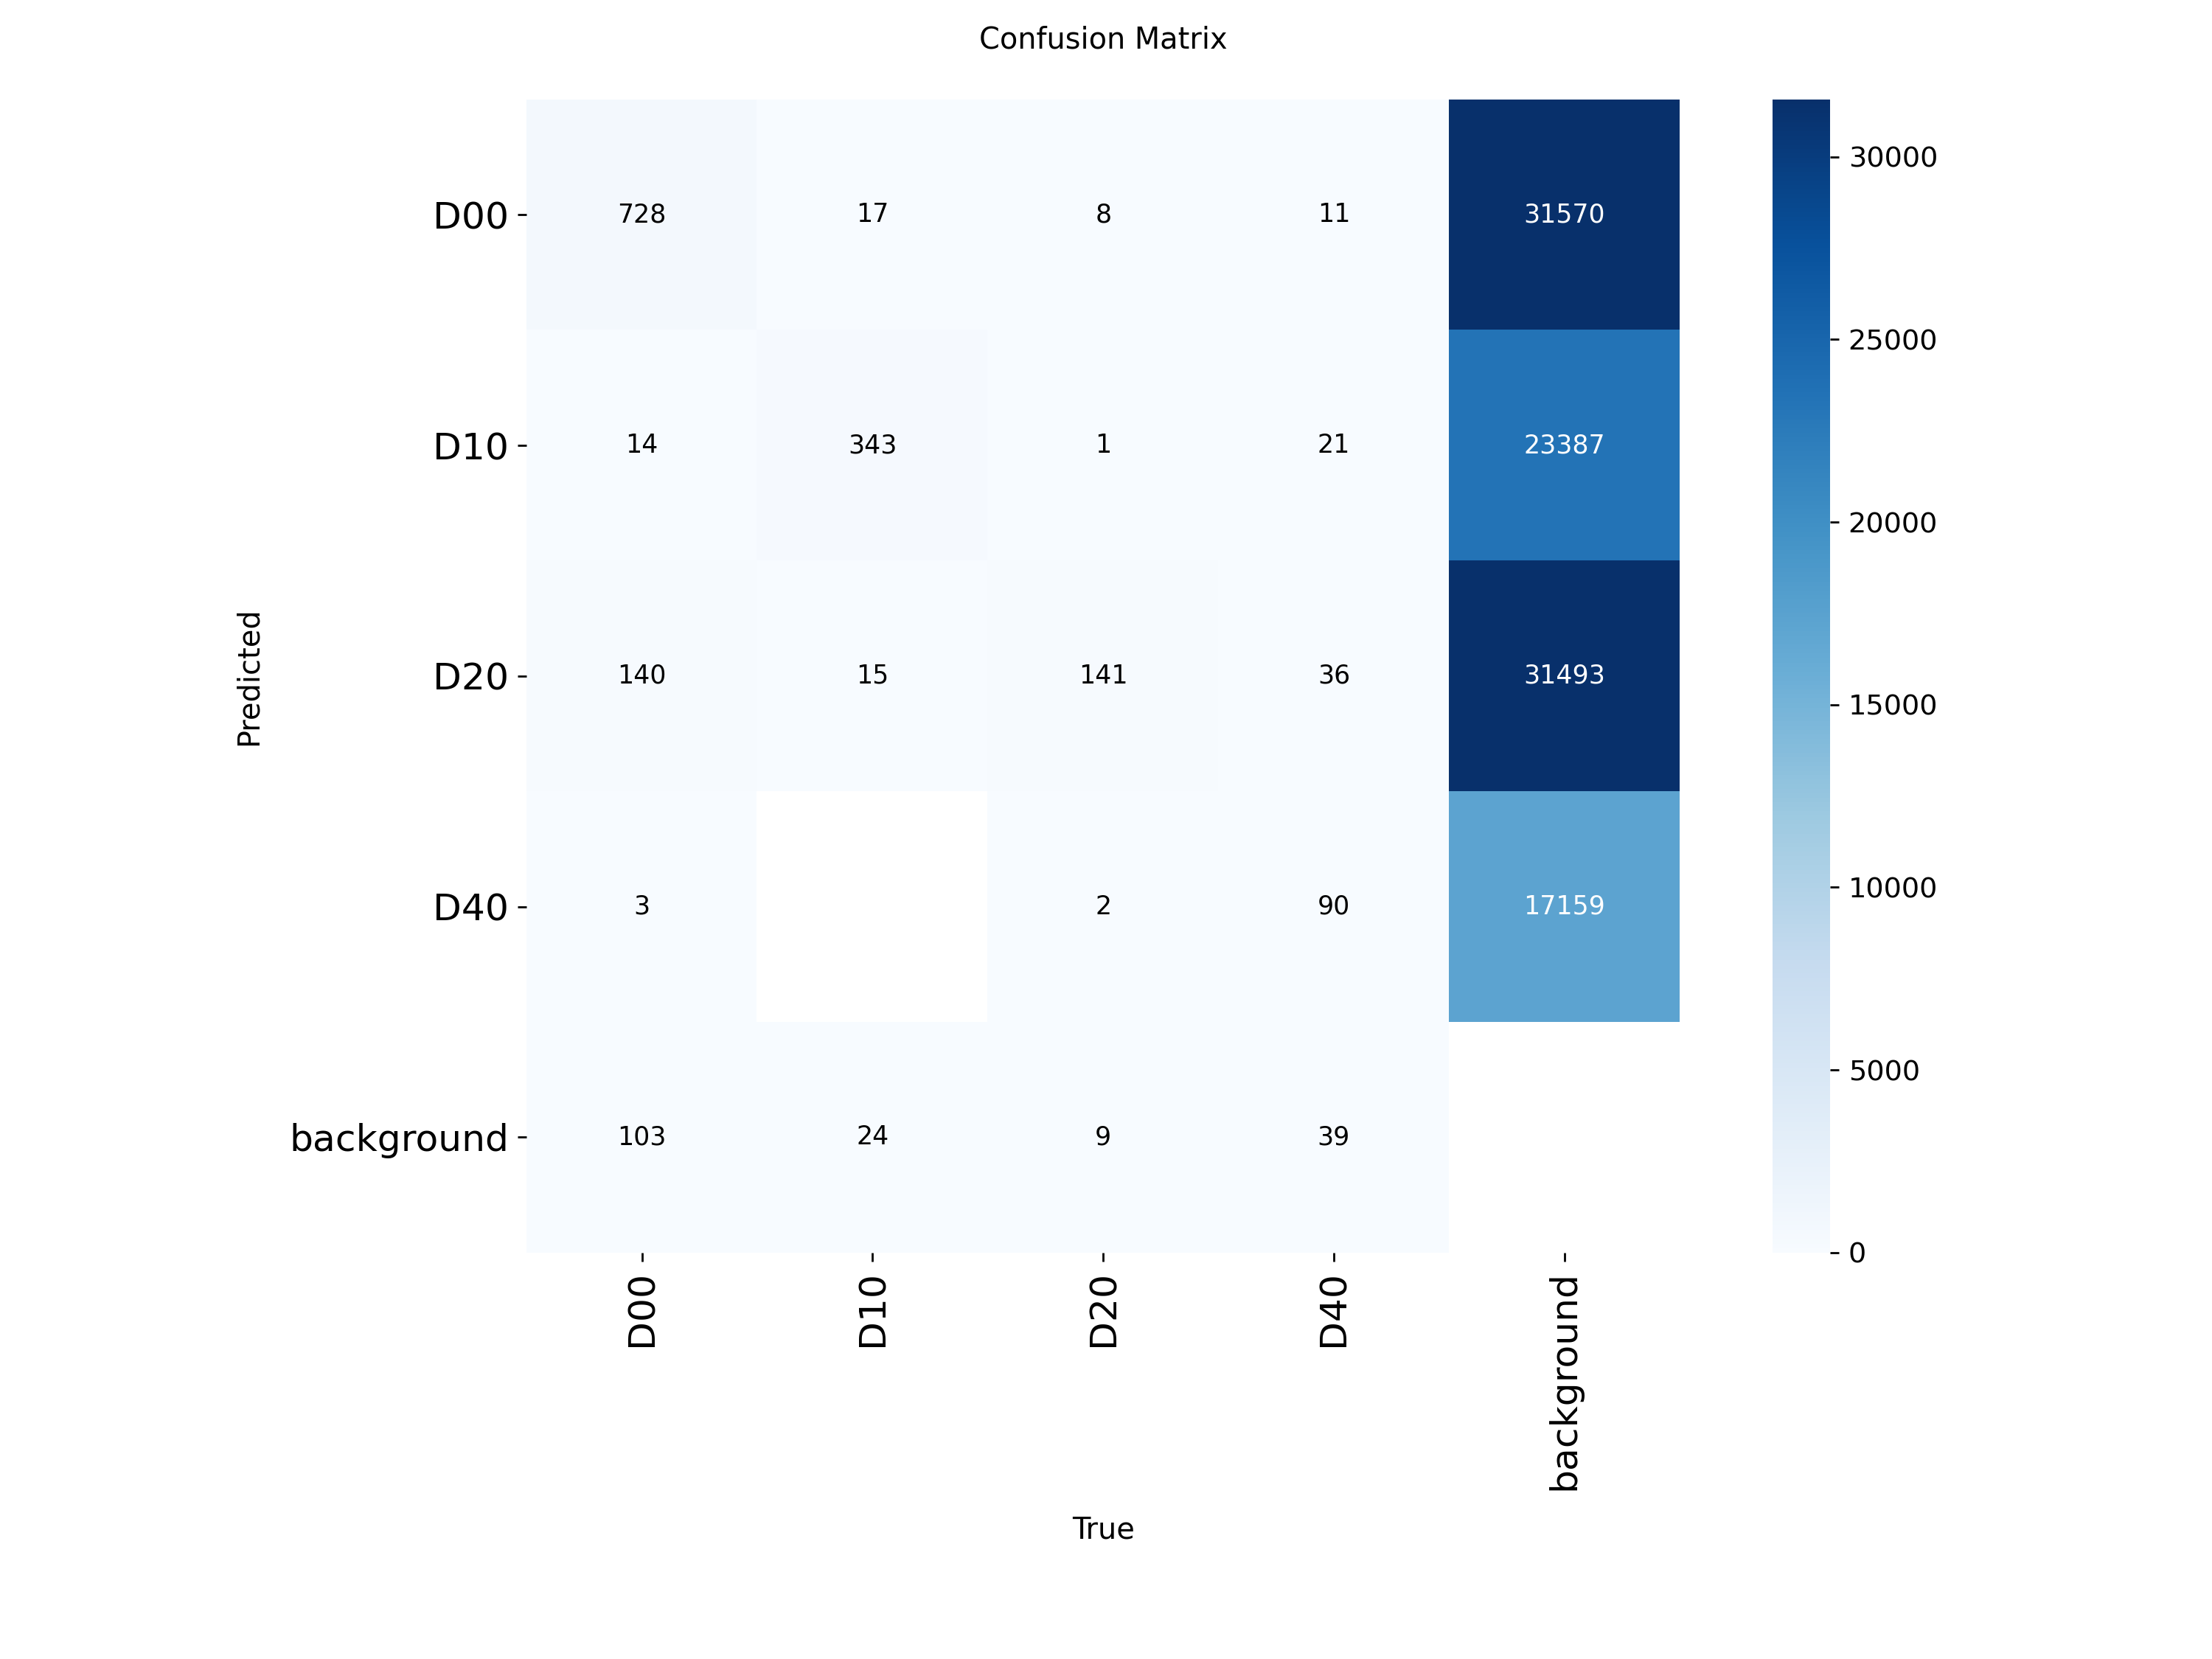 Confusion Matrix
D00 728 17 8 11 31570
D10 14 343 1 21 23387
D20 140 15 141 36 31493
D40 3 2 90 17159
background 103 24 9 39
Predicted
D00 D10 D20 D40 background
True
30000
25000
20000
15000
10000
5000
0